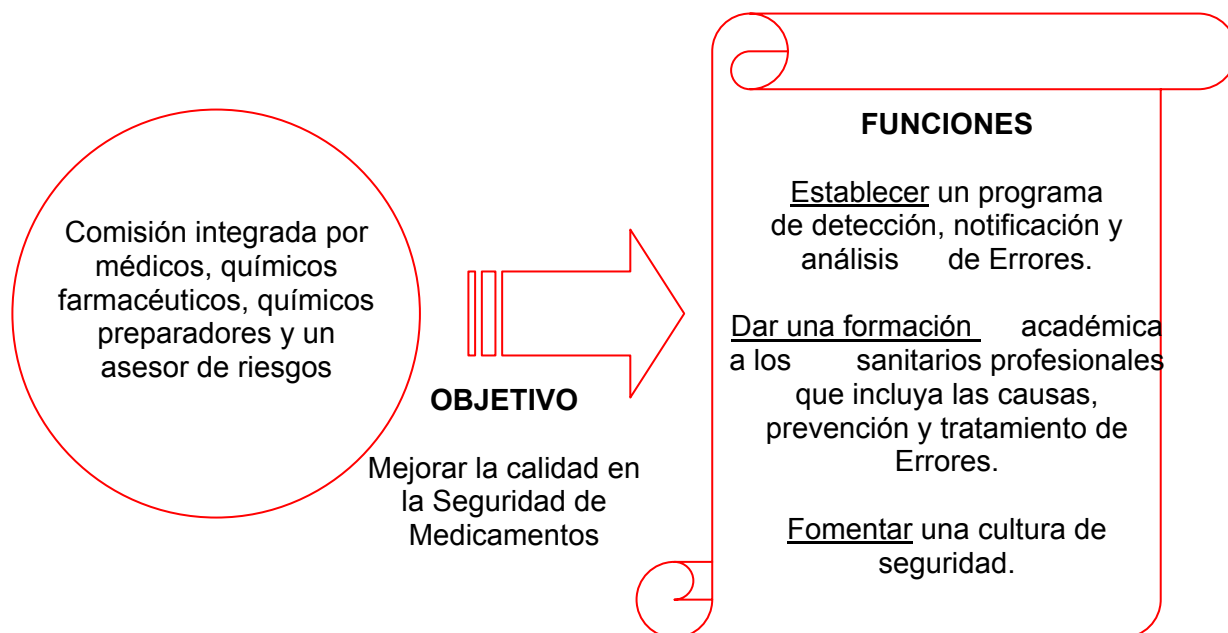 Comisión integrada por
médicos, químicos
farmacéuticos, químicos
preparadores y un
asesor de riesgos
OBJETIVO
Mejorar la calidad en
la Seguridad de
Medicamentos
FUNCIONES
Establecer un programa
de detección, notificación y
análisis de Errores.
Dar una formación académica
a los sanitarios profesionales
que incluya las causas,
prevención y tratamiento de
Errores.
Fomentar una cultura de
seguridad.